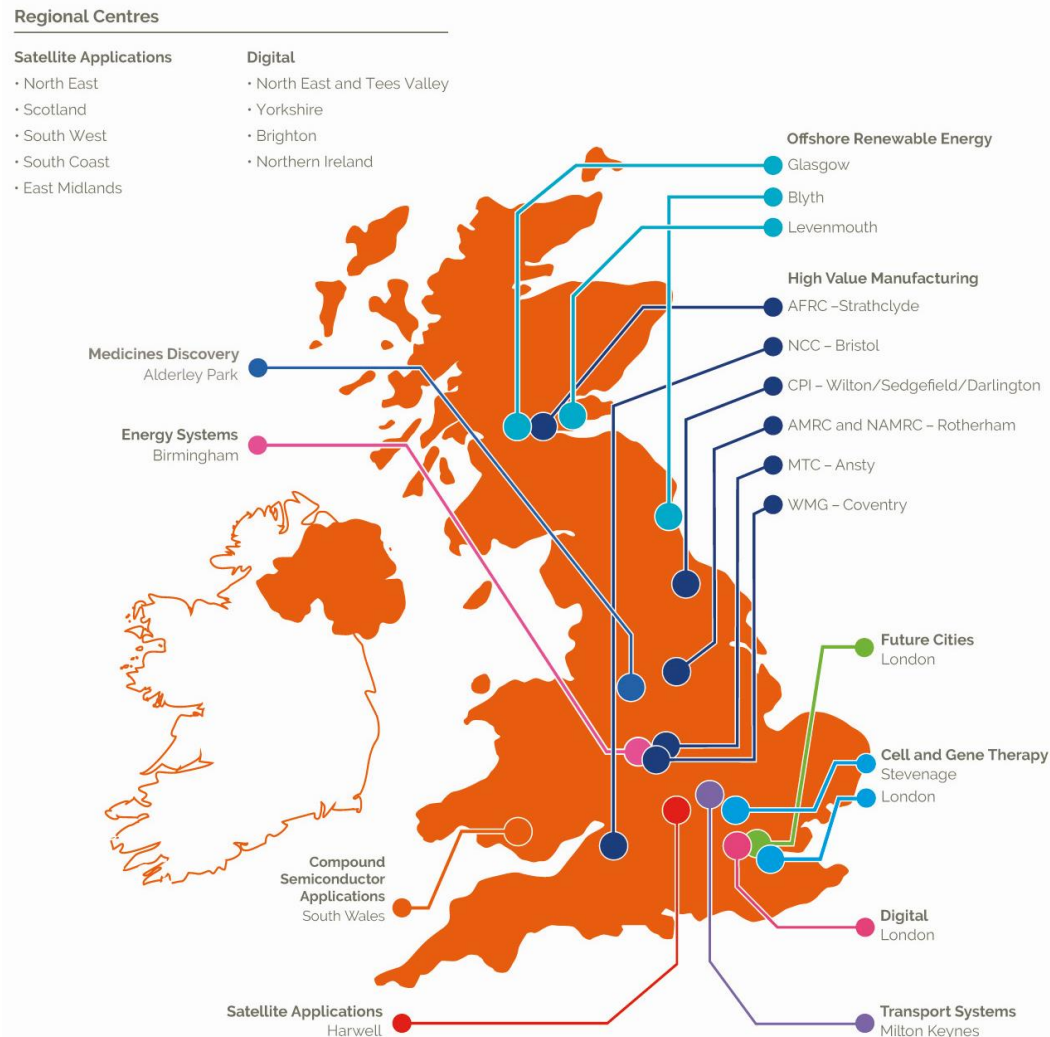 Regional Centres
Satellite Applications
• North East
• Scotland
• South West
• South Coast
• East Midlands
Digital
• North East and Tees Valley
• Yorkshire
• Brighton
• Northern Ireland
Offshore Renewable Energy
Glasgow
Blyth
Levenmouth
High Value Manufacturing
AFRC –Strathclyde
NCC – Bristol
CPI – Wilton/Sedgefield/Darlington
AMRC and NAMRC – Rotherham
MTC – Ansty
WMG – Coventry
Medicines Discovery
Alderley Park
Energy Systems
Birmingham
Future Cities
London
Cell and Gene Therapy
Stevenage
London
Compound
Semiconductor
Applications
South Wales
Digital
London
Satellite Applications
Harwell
Transport Systems
Milton Keynes